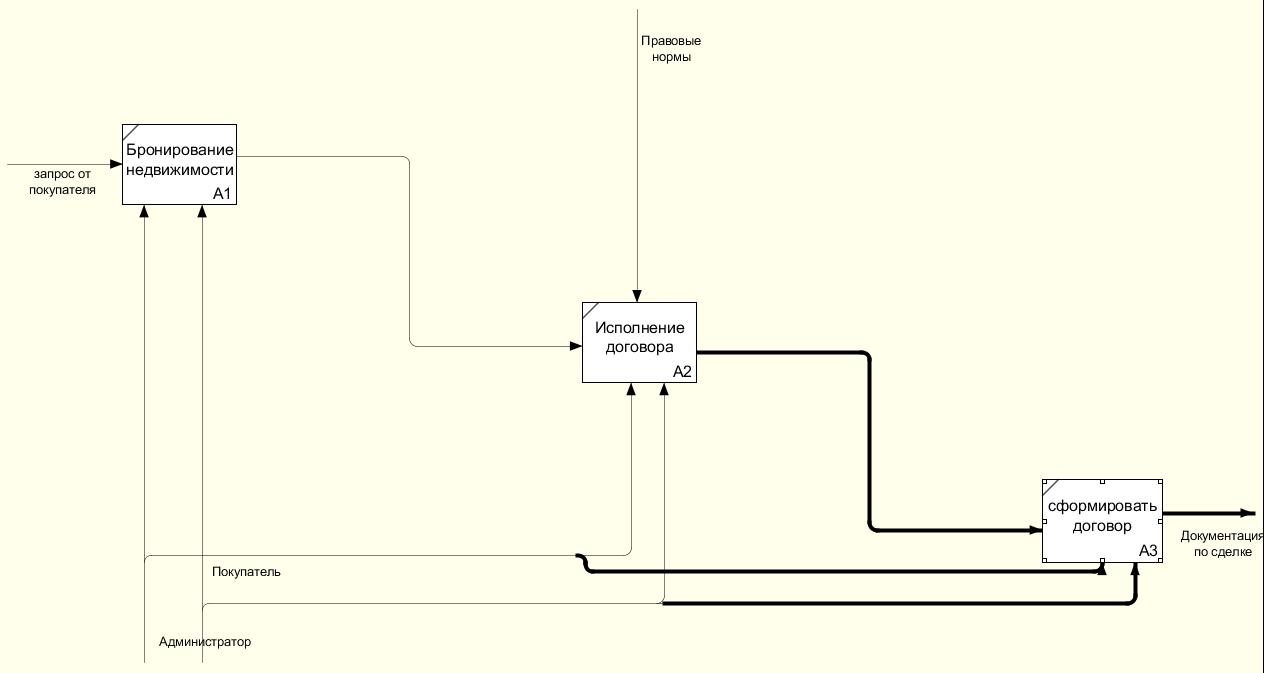 Правовые
нормы
Бронирование
недвижимости
A1
запрос от
покупателя
Исполнение
договора
A2
сформировать
договор
A3
Документация
по сделке
Покупатель
Администратор